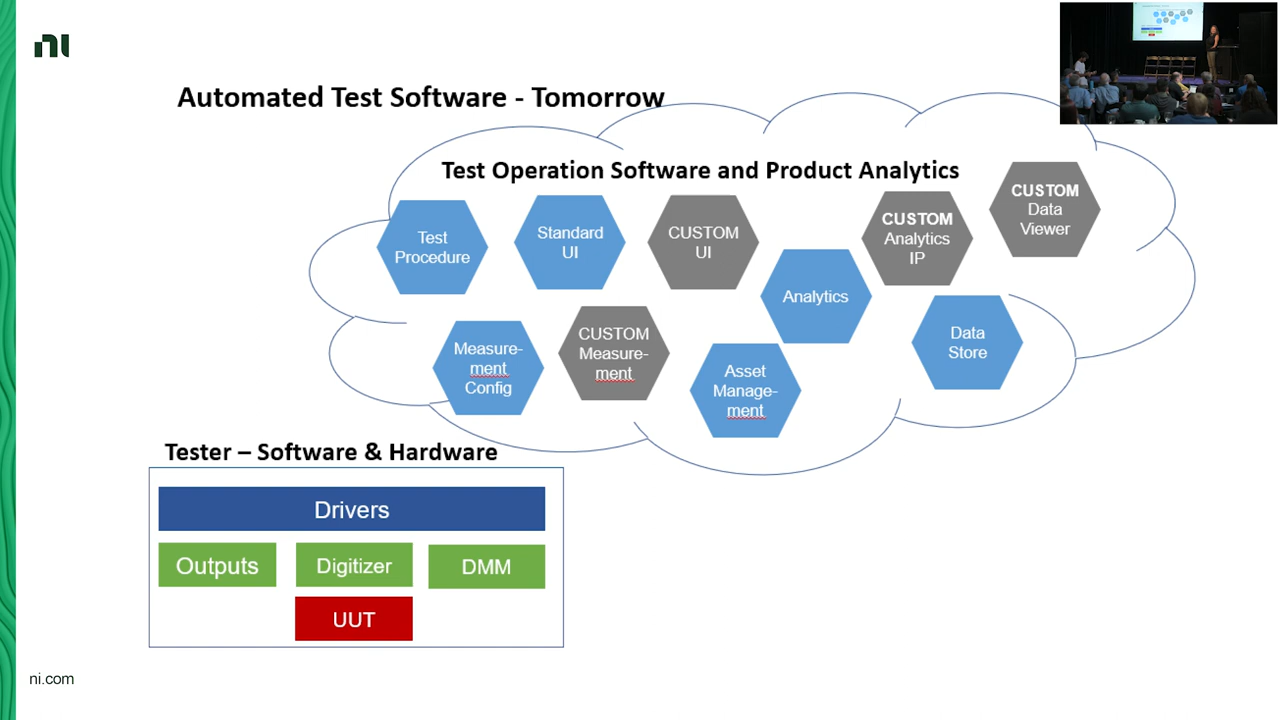 ni
Automated Test Software - Tomorrow
Test Operation Software and Product Analytics
Test
Procedure
Standard
UI
CUSTOM
UI
Analytics
CUSTOM
Analytics
IP
CUSTOM
Data
Viewer
Measure-
ment
Config
CUSTOM
Measure-
ment
Asset
Manage-
ment
Data
Store
Tester – Software & Hardware
Drivers
Outputs
Digitizer
DMM
UUT
ni.com